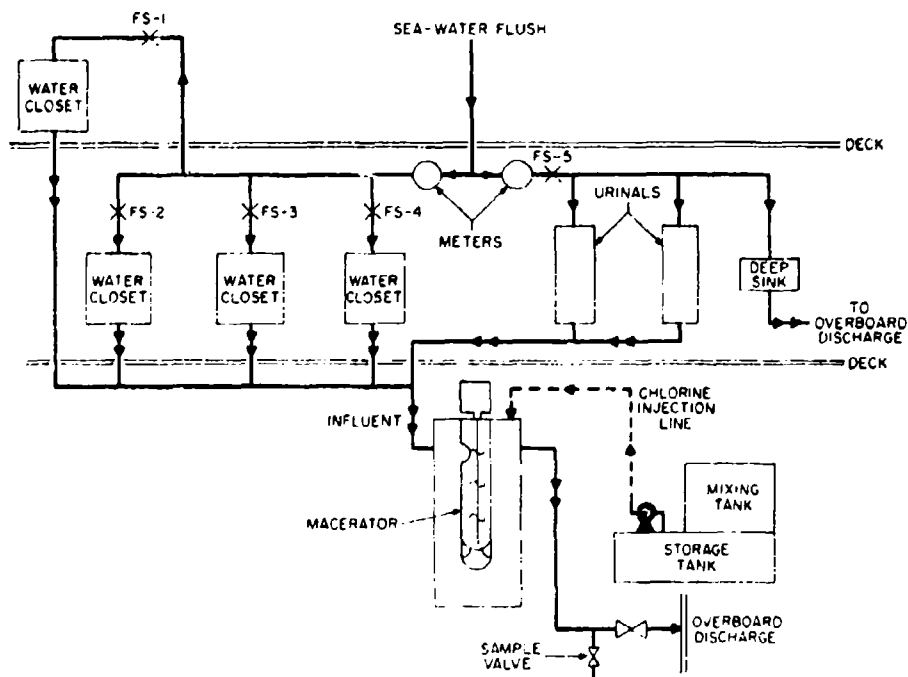 FS-1
SEA-WATER FLUSH
WATER
CLOSET
DECK
FS-5
URINALS
FS-2
FS-3
FS-4
METERS
WATER
CLOSET
WATER
CLOSET
WATER
CLOSET
DEEP
SINK
TO
OVERBOARD
DISCHARGE
DECK
CHLORINE
INJECTION
LINE
INFLUENT
MIXING
TANK
MACERATOR
STORAGE
TANK
OVERBOARD
DISCHARGE
SAMPLE
VALVE